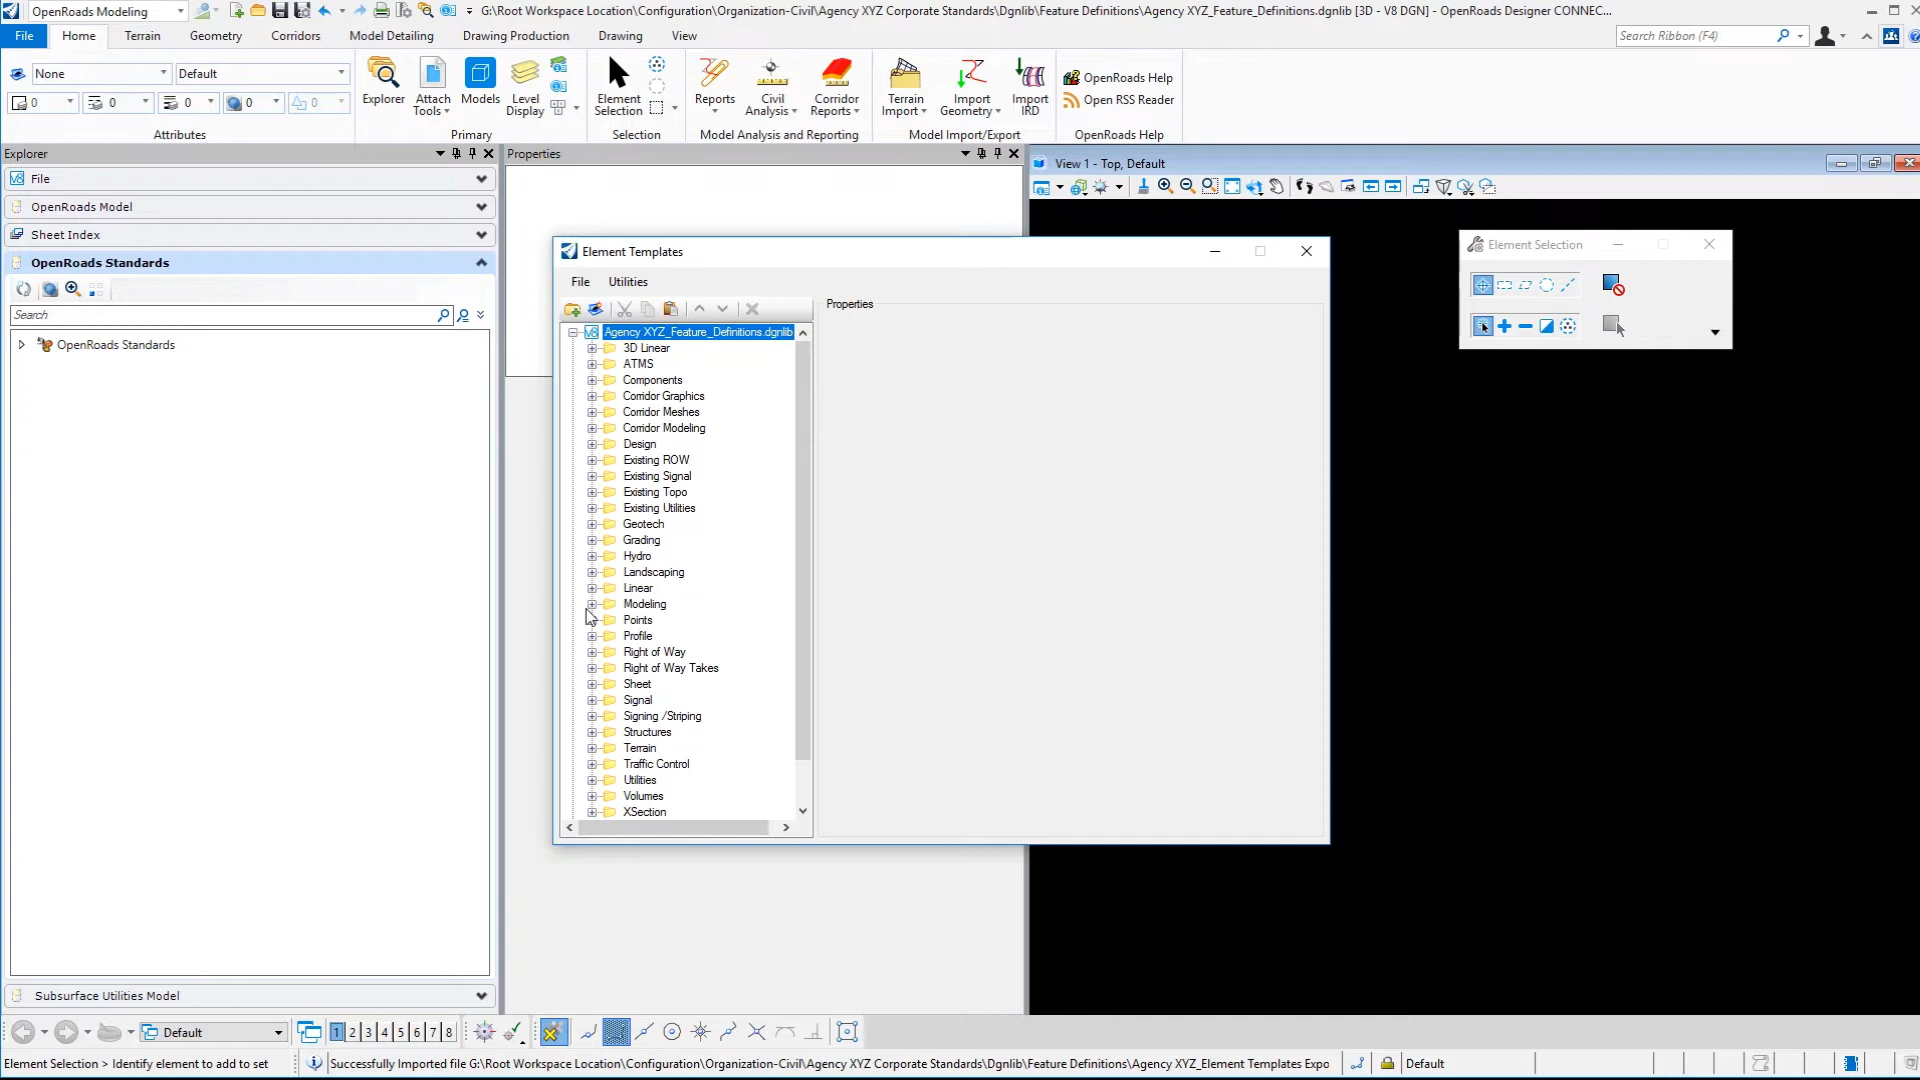 OpenRoads Modeling
G:\Root Workspace Location\Configuration\Organization-Civil\Agency XYZ Corporate Standards\Dgnlib\Feature Definitions\Agency XYZ_Feature_Definitions.dgnlib [3D - V8 DGN] - OpenRoads Designer CONNEC...
File Home Terrain Geometry Corridors Model Detailing Drawing Production Drawing View
Search Ribbon (F4)
None Default
0 0 0 0 0
Attributes
Explorer
Attach Tools
Models
Level Display
Primary
Element Selection
Selection
Reports
Civil Analysis
Corridor Reports
Model Analysis and Reporting
Terrain Import
Import Geometry
Import IRD
Model Import/Export
OpenRoads Help
Open RSS Reader
OpenRoads Help
Explorer
File
OpenRoads Model
Sheet Index
OpenRoads Standards
Search
OpenRoads Standards
Subsurface Utilities Model
Properties
View 1 - Top, Default
Element Selection
Element Templates
File Utilities
Properties
Agency XYZ_Feature_Definitions.dgnlib
3D Linear
ATMS
Components
Corridor Graphics
Corridor Meshes
Corridor Modeling
Design
Existing ROW
Existing Signal
Existing Topo
Existing Utilities
Geotech
Grading
Hydro
Landscaping
Linear
Modeling
Points
Profile
Right of Way
Right of Way Takes
Sheet
Signal
Signing /Striping
Structures
Terrain
Traffic Control
Utilities
Volumes
XSection
Default
1 2 3 4 5 6 7 8
Element Selection > Identify element to add to set
Successfully Imported file G:\Root Workspace Location\Configuration\Organization-Civil\Agency XYZ Corporate Standards\Dgnlib\Feature Definitions\Agency XYZ_Element Templates Expo
Default